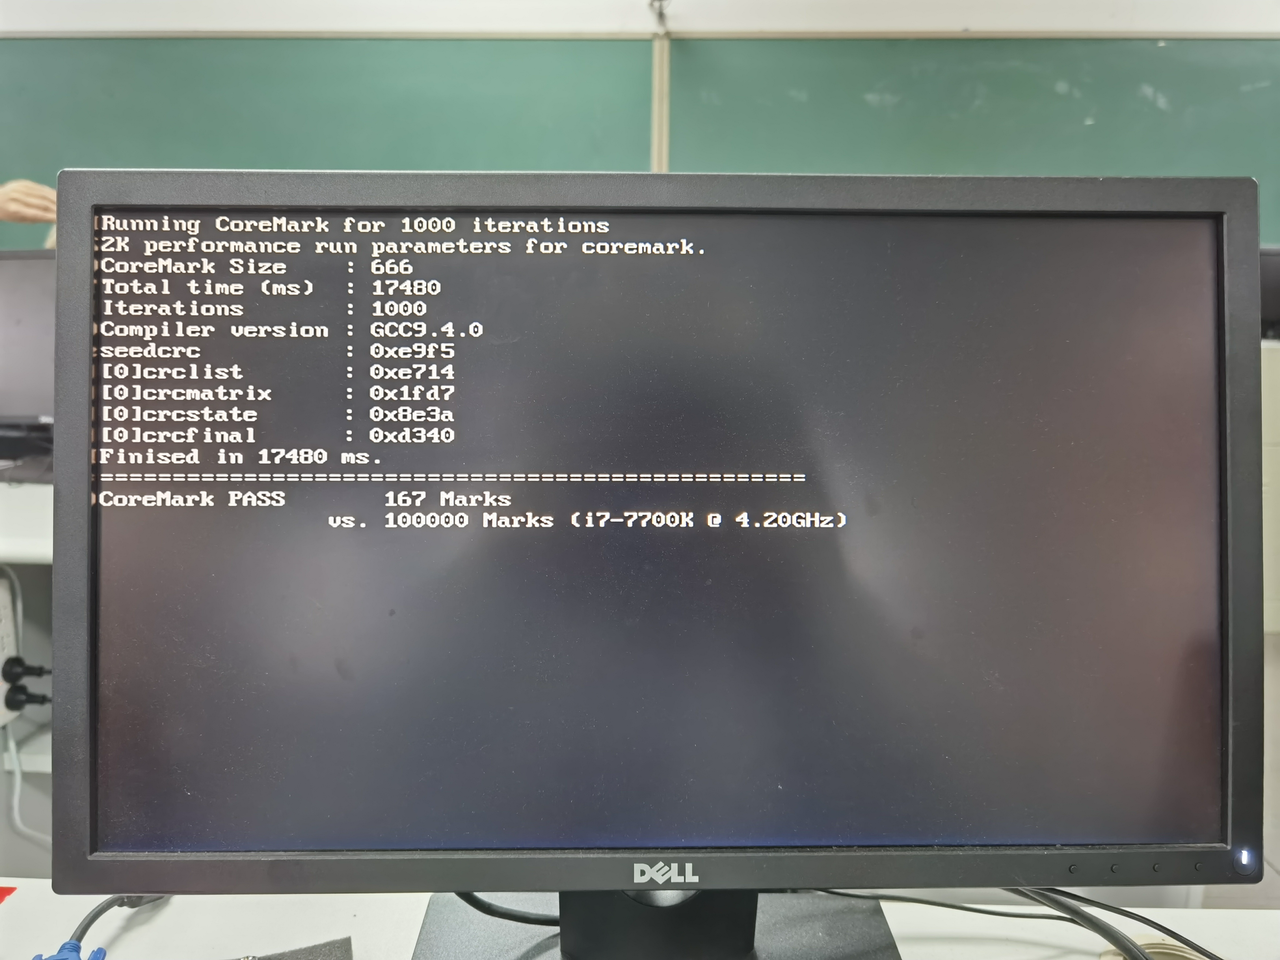 Running CoreMark for 1000 iterations
2K performance run parameters for coremark.
CoreMark Size    : 666
Total time (ms)  : 17480
Iterations       : 1000
Compiler version : GCC9.4.0
seedcrc          : 0xe9f5
[0]crclist       : 0xe714
[0]crcmatrix     : 0x1fd7
[0]crcstate      : 0x8e3a
[0]crcfinal      : 0xd340
Finised in 17480 ms.
==================================================
CoreMark PASS       167 Marks
vs. 100000 Marks (i7-7700K @ 4.20GHz)
DELL